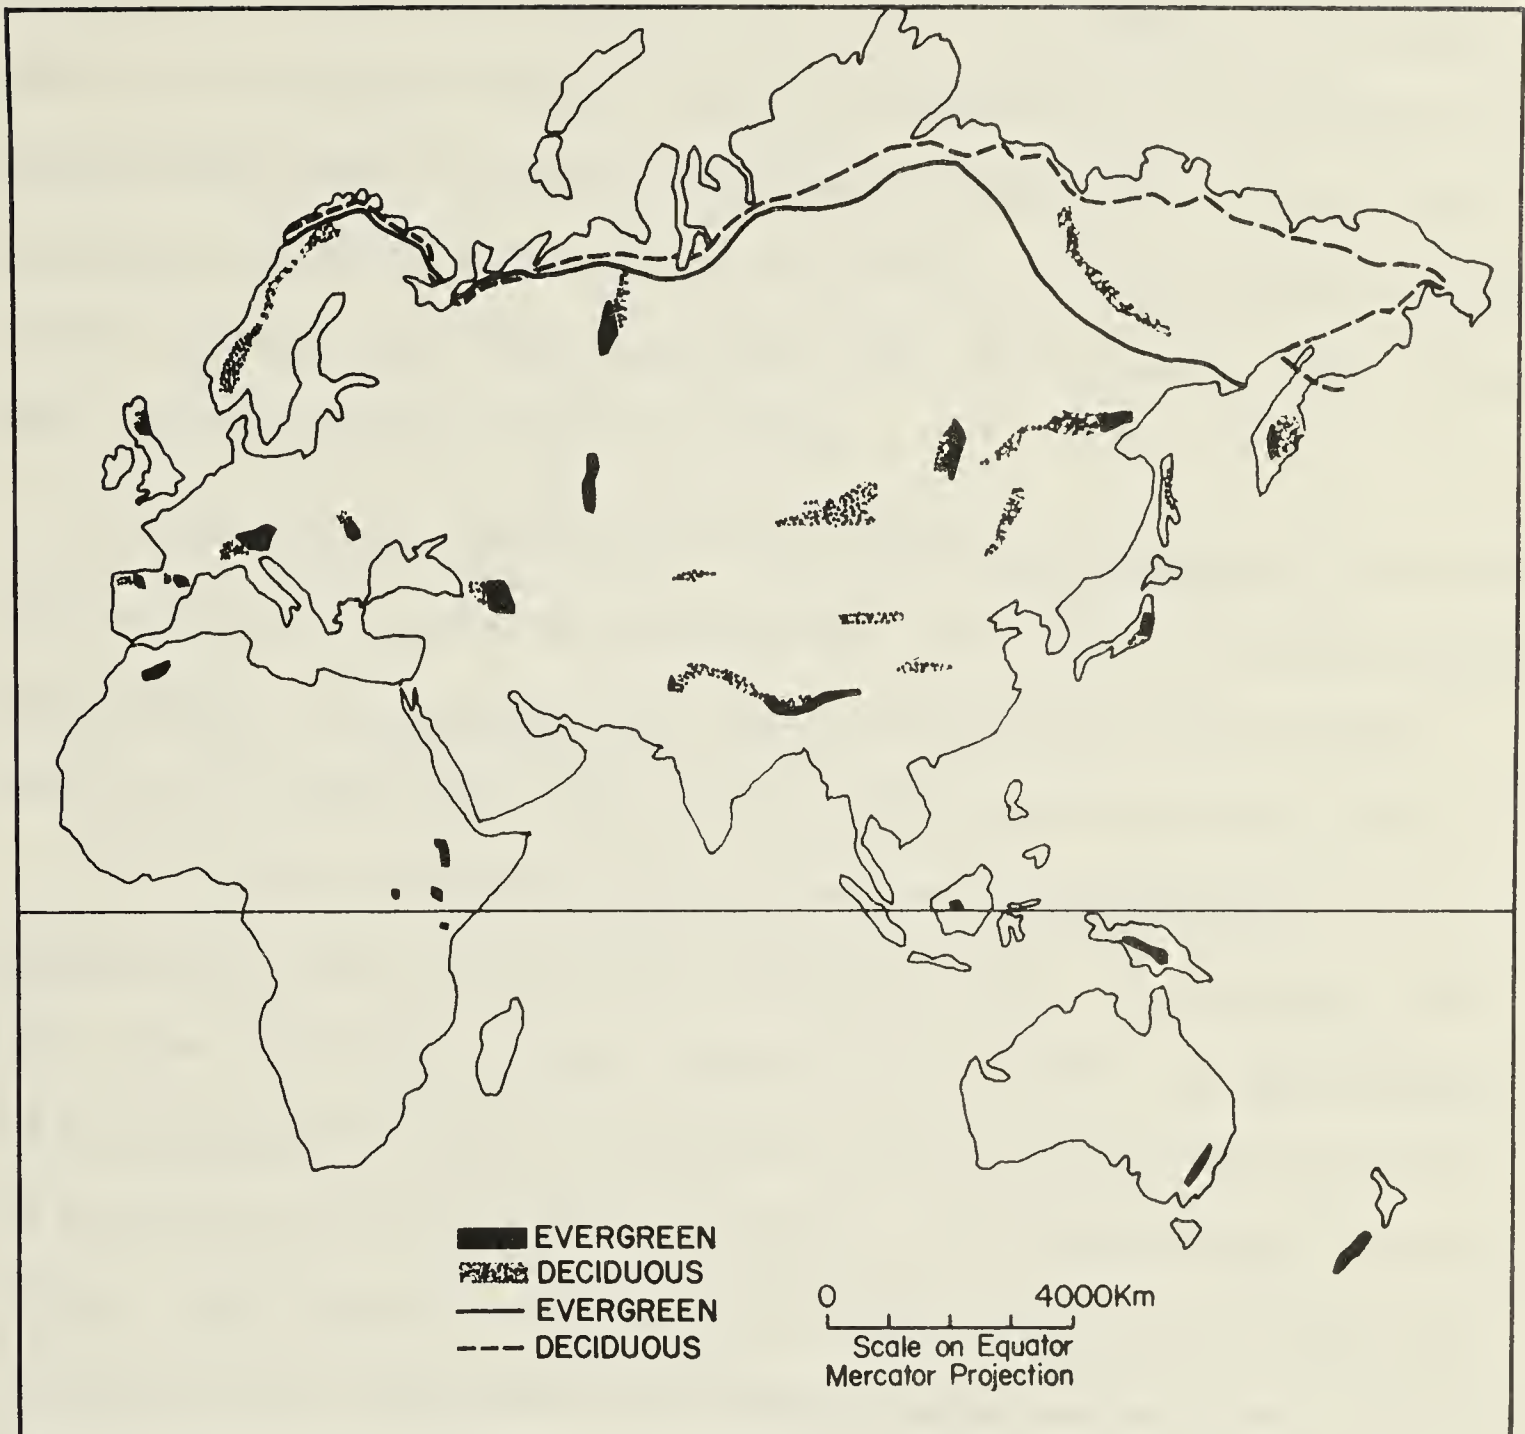 EVERGREEN
DECIDUOUS
EVERGREEN
DECIDUOUS
0 4000Km
Scale on Equator
Mercator Projection